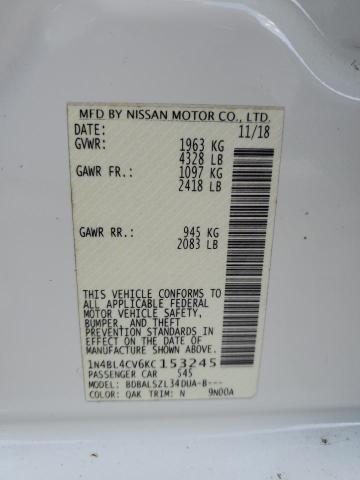 MFD BY NISSAN MOTOR CO., LTD.
DATE: 11/18
GVWR: 1963 KG
4328 LB
GAWR FR.: 1097 KG
2418 LB
GAWR RR.: 945 KG
2083 LB
THIS VEHICLE CONFORMS TO
ALL APPLICABLE FEDERAL
MOTOR VEHICLE SAFETY,
BUMPER, AND THEFT
PREVENTION STANDARDS IN
EFFECT ON THE DATE OF
MANUFACTURE SHOWN ABOVE.
1N4BL4CV6KC 153245
PASSENGER CAR 545
MODEL: BDBALSZL34DUA-B---
COLOR: QAK TRIM: N 9N00A